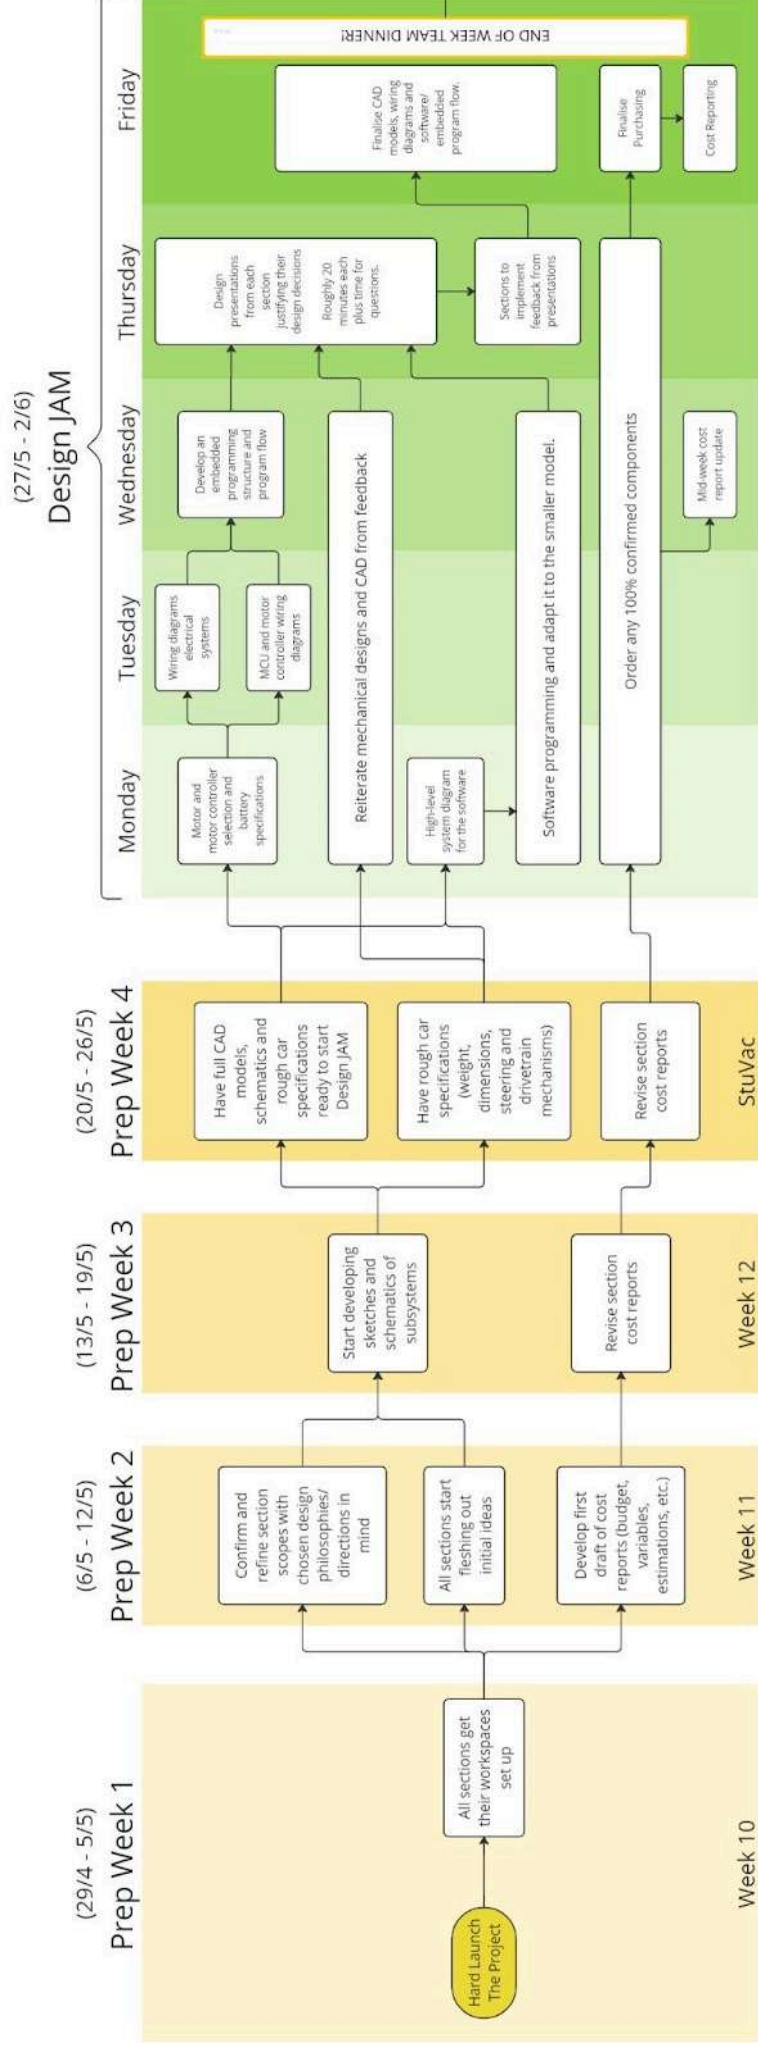 (29/4 - 5/5)
Prep Week 1
Hard Launch
The Project
All sections get
their workspaces
set up
Week 10
(6/5 - 12/5)
Prep Week 2
Confirm and
refine section
scopes with
chosen design
philosophies/
directions in
mind
All sections start
fleshing out
initial ideas
Develop first
draft of cost
reports (budget,
variables,
estimations, etc.)
Week 11
(13/5 - 19/5)
Prep Week 3
Start developing
sketches and
schematics of
subsystems
Revise section
cost reports
Week 12
(20/5 - 26/5)
Prep Week 4
Have full CAD
models,
schematics and
rough car
specifications
ready to start
Design JAM
Have rough car
specifications
(weight,
dimensions,
steering and
drivetrain
mechanisms)
Revise section
cost reports
StuVac
(27/5 - 2/6)
Design JAM
Monday
Motor and
motor controller
selection and
battery
specifications
Reiterate mechanical designs and CAD from feedback
High-level
system diagram
for the software
Software programming and adapt it to the smaller model.
Order any 100% confirmed components
Tuesday
Wiring diagrams
electrical
systems
MCU and motor
controller wiring
diagrams
Wednesday
Develop an
embedded
programming
structure and
program flow
Mid-week cost
report update
Thursday
Design
presentations
from each
section
justifying their
design decisions
Roughly 20
minutes each
plus time for
questions.
Sections to
implement
feedback from
presentations
Friday
Finalise CAD
models, wiring
diagrams and
software/
embedded
program flow.
Finalise
Purchasing
Cost Reporting
END OF WEEK TEAM DINNER!